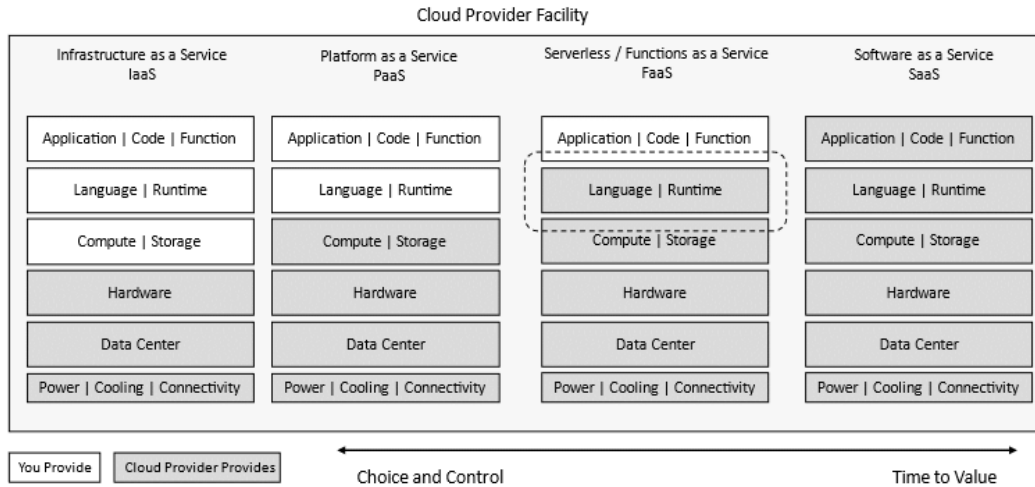 Cloud Provider Facility
Infrastructure as a Service
IaaS
Application | Code | Function
Language | Runtime
Compute | Storage
Hardware
Data Center
Power | Cooling | Connectivity
Platform as a Service
PaaS
Application | Code | Function
Language | Runtime
Compute | Storage
Hardware
Data Center
Power | Cooling | Connectivity
Serverless / Functions as a Service
FaaS
Application | Code | Function
Language | Runtime
Compute | Storage
Hardware
Data Center
Power | Cooling | Connectivity
Software as a Service
SaaS
Application | Code | Function
Language | Runtime
Compute | Storage
Hardware
Data Center
Power | Cooling | Connectivity
You Provide
Cloud Provider Provides
Choice and Control
Time to Value